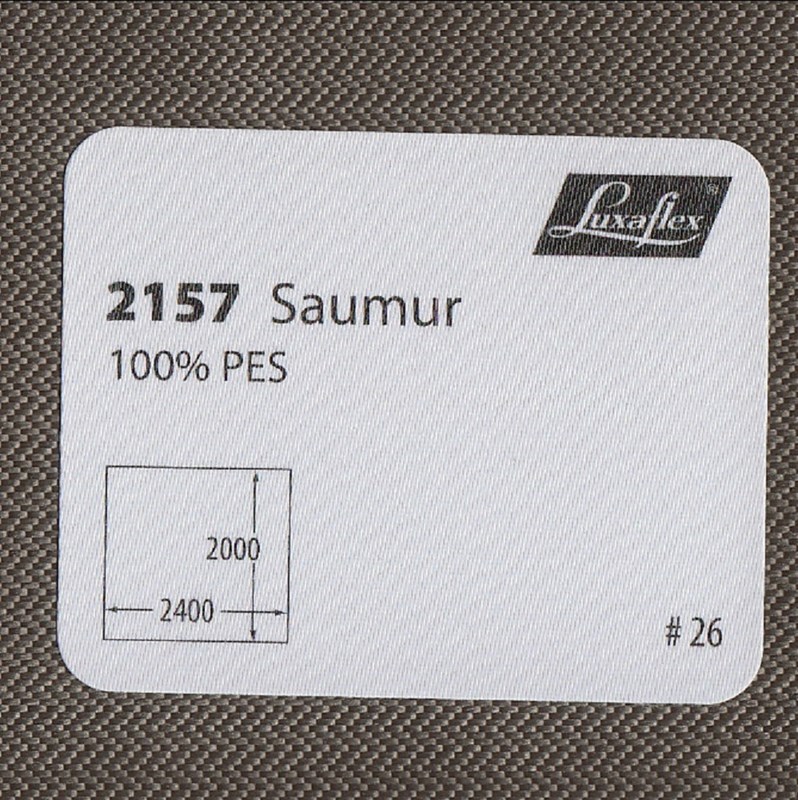 Luxaflex®
2157 Saumur
100% PES
2000
2400
# 26